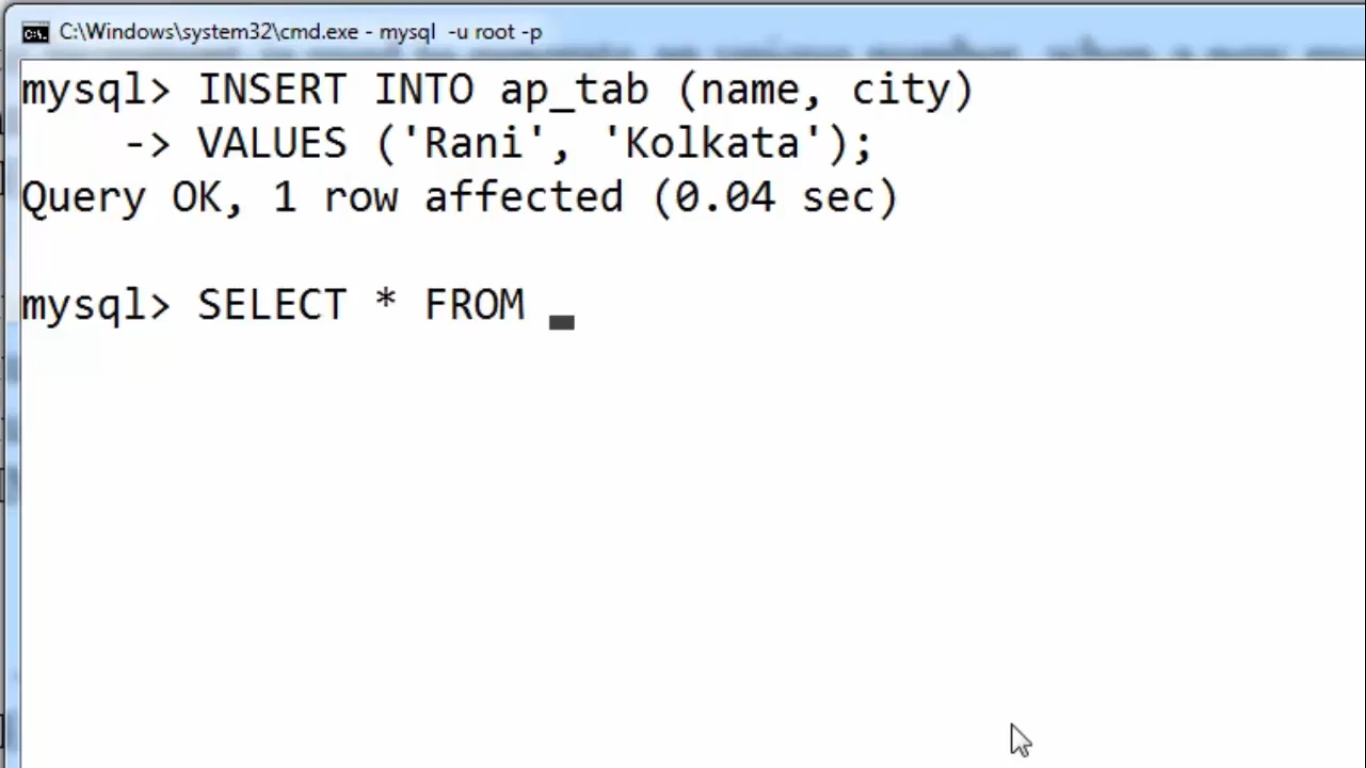 C:\Windows\system32\cmd.exe - mysql  -u root -p
mysql> INSERT INTO ap_tab (name, city)
    -> VALUES ('Rani', 'Kolkata');
Query OK, 1 row affected (0.04 sec)
mysql> SELECT * FROM